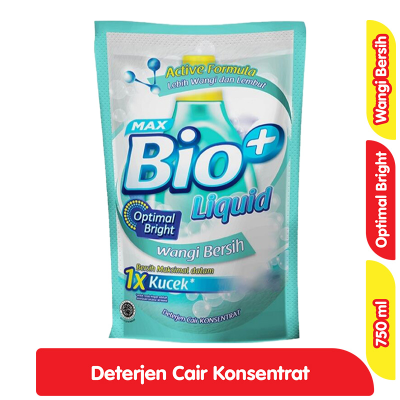 Active Formula
Lebih Wangi dan Lembut
MAX
Bio+
Liquid
Optimal
Bright
Wangi Bersih
Bersih Maksimal dalam
1x Kucek*
Deterjen Cair KONSENTRAT
Wangi Bersih
Optimal Bright
750 ml
Deterjen Cair Konsentrat